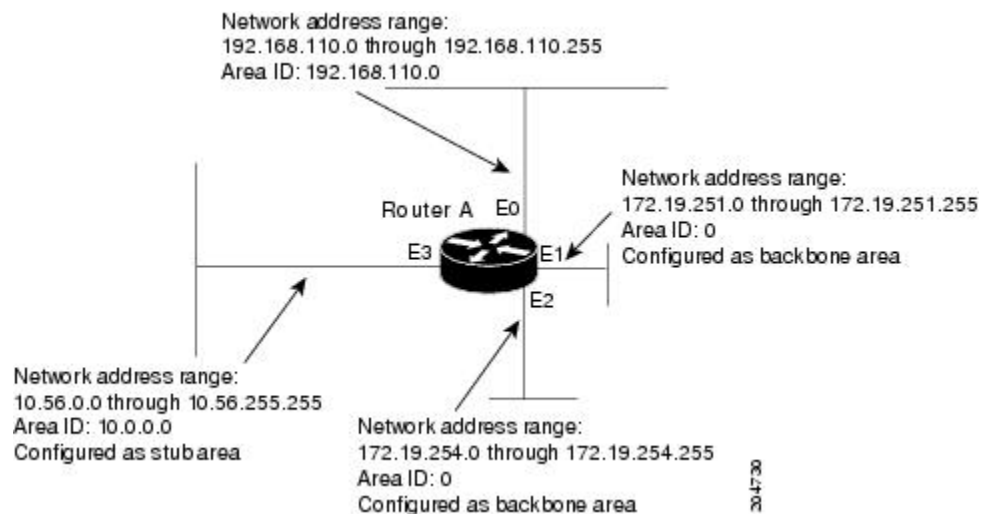 Network address range:
192.168.110.0 through 192.168.110.255
Area ID: 192.168.110.0
Router A
E0
Network address range:
172.19.251.0 through 172.19.251.255
Area ID: 0
Configured as backbone area
E3
E1
E2
Network address range:
10.56.0.0 through 10.56.255.255
Area ID: 10.0.0.0
Configured as stub area
Network address range:
172.19.254.0 through 172.19.254.255
Area ID: 0
Configured as backbone area